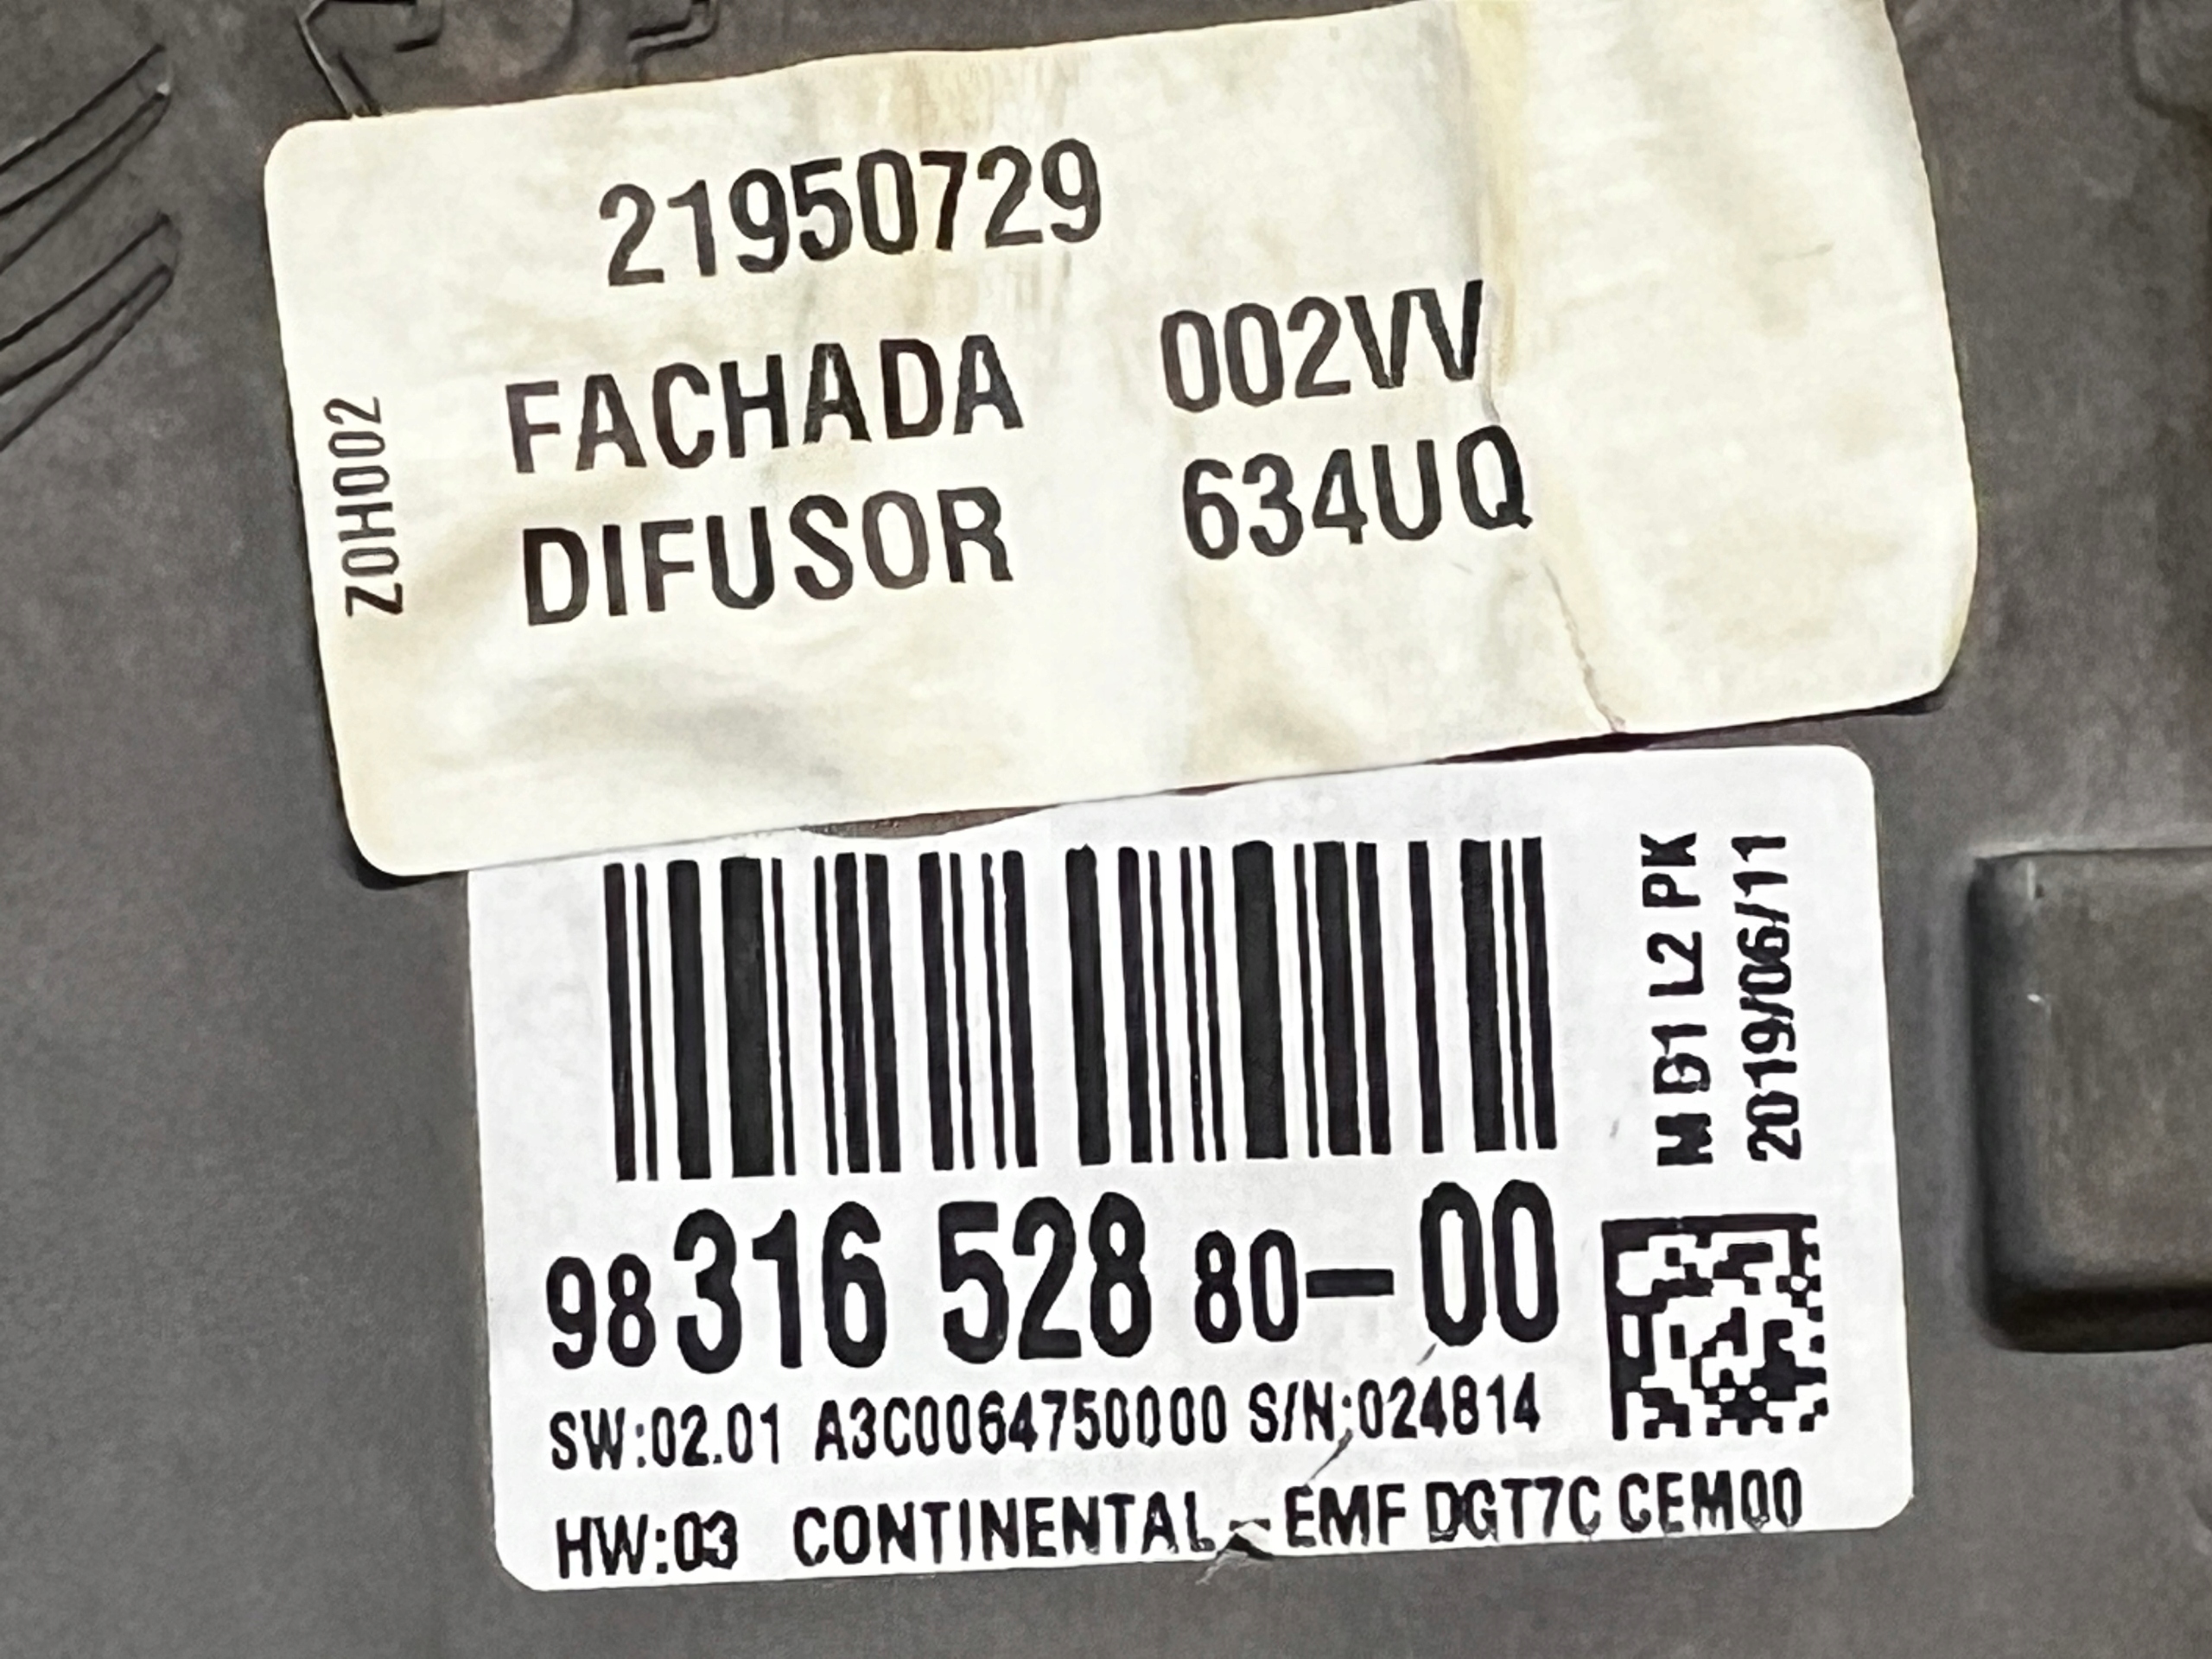 21950729
FACHADA 002VV
DIFUSOR 634UQ
Z0H002
MB1 L2 PK
2019/06/11
98 316 528 80-00
SW:02.01 A3C0064750000 S/N:024814
HW:03 CONTINENTAL - EMF DGT7C CEM00